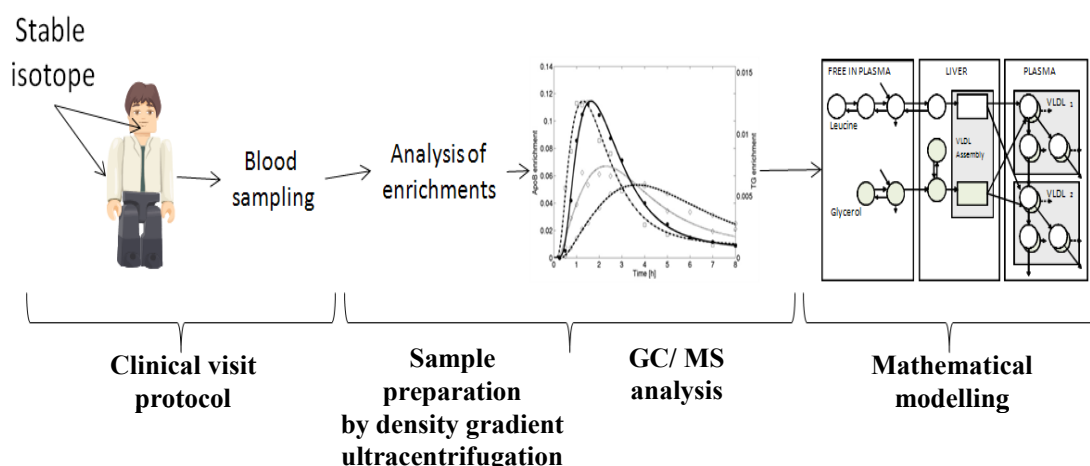 Stable
isotope
Blood
sampling
Analysis of
enrichments
0.14
0.12
0.1
0.08
0.06
0.04
0.02
0
ApoB enrichment
0 1 2 3 4 5 6 7 8
Time [h]
0.015
0.01
0.005
0
TG enrichment
FREE IN PLASMA
LIVER
PLASMA
Leucine
Glycerol
VLDL
Assembly
VLDL 1
VLDL 2
Clinical visit
protocol
Sample
preparation
by density gradient
ultracentrifugation
GC/ MS
analysis
Mathematical
modelling